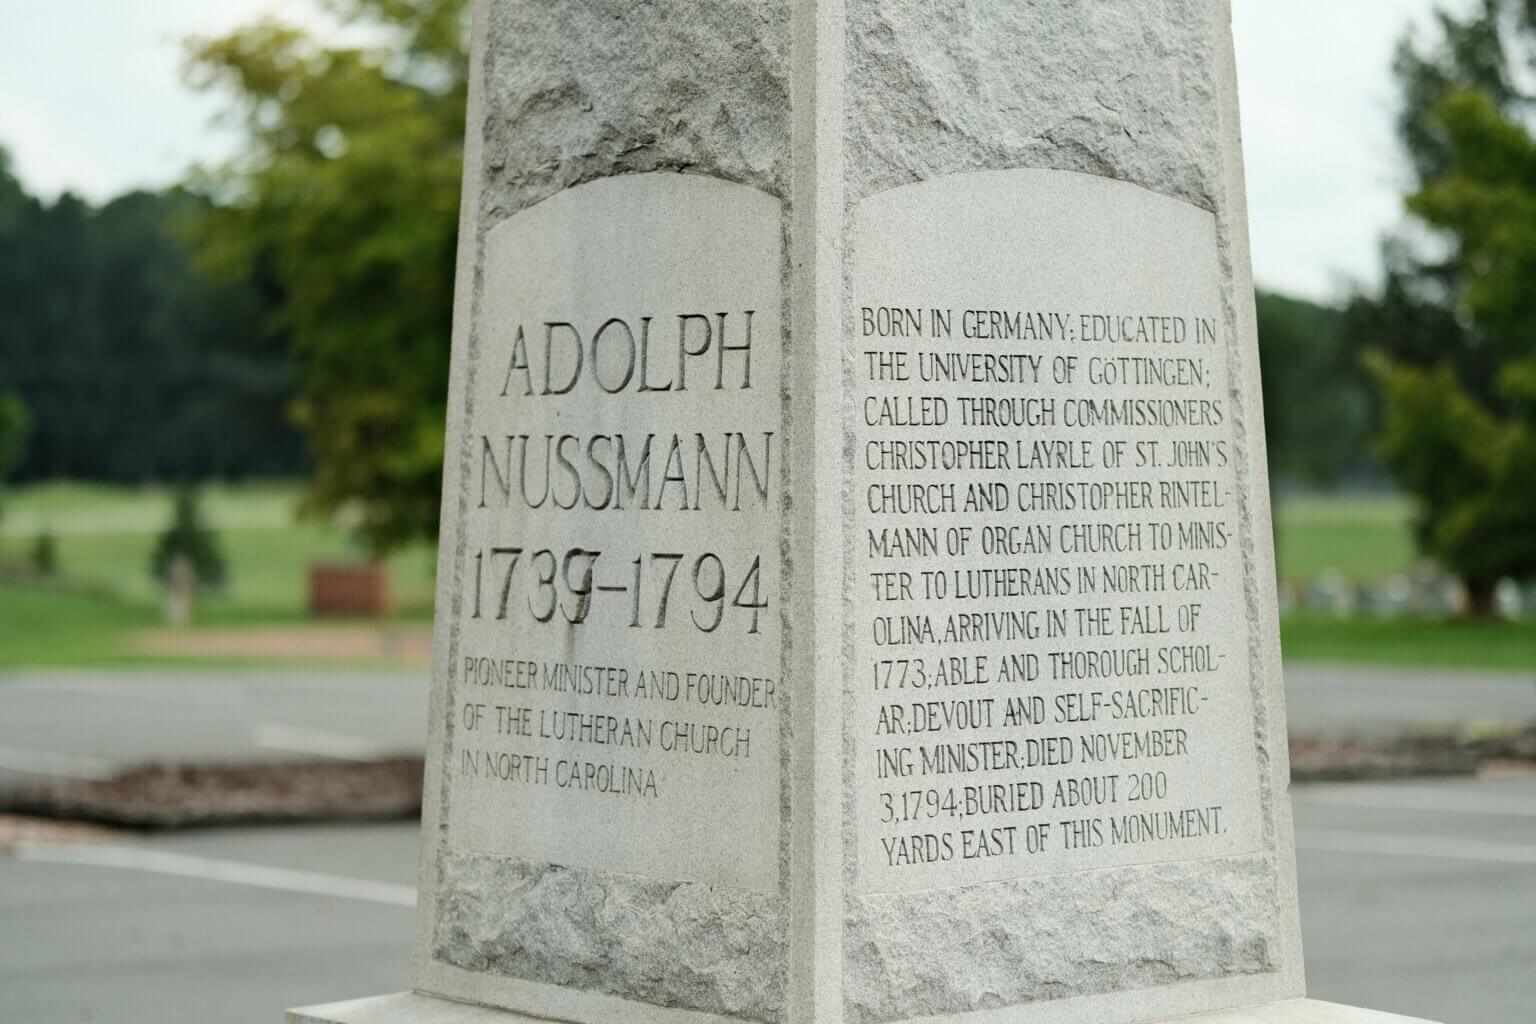 ADOLPH
NUSSMANN
1739-1794
PIONEER MINISTER AND FOUNDER
OF THE LUTHERAN CHURCH
IN NORTH CAROLINA
BORN IN GERMANY; EDUCATED IN
THE UNIVERSITY OF GÖTTINGEN;
CALLED THROUGH COMMISSIONERS
CHRISTOPHER LAYRLE OF ST. JOHN'S
CHURCH AND CHRISTOPHER RINTEL-
MANN OF ORGAN CHURCH TO MINIS-
TER TO LUTHERANS IN NORTH CAR-
OLINA, ARRIVING IN THE FALL OF
1773; ABLE AND THOROUGH SCHOL-
AR; DEVOUT AND SELF-SACRIFIC-
ING MINISTER; DIED NOVEMBER
3, 1794; BURIED ABOUT 200
YARDS EAST OF THIS MONUMENT.